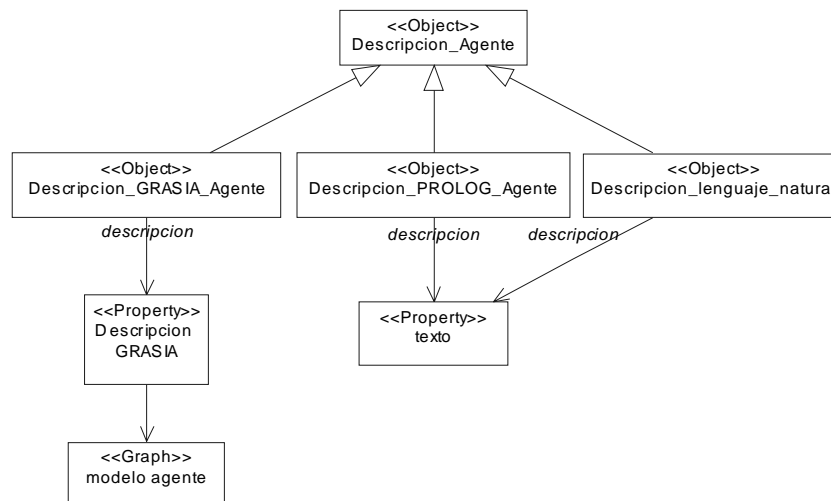 <<Object>>
Descripcion_Agente
<<Object>>
Descripcion_GRASIA_Agente
<<Object>>
Descripcion_PROLOG_Agente
<<Object>>
Descripcion_lenguaje_natura
descripcion
descripcion
descripcion
<<Property>>
Descripcion
GRASIA
<<Property>>
texto
<<Graph>>
modelo agente